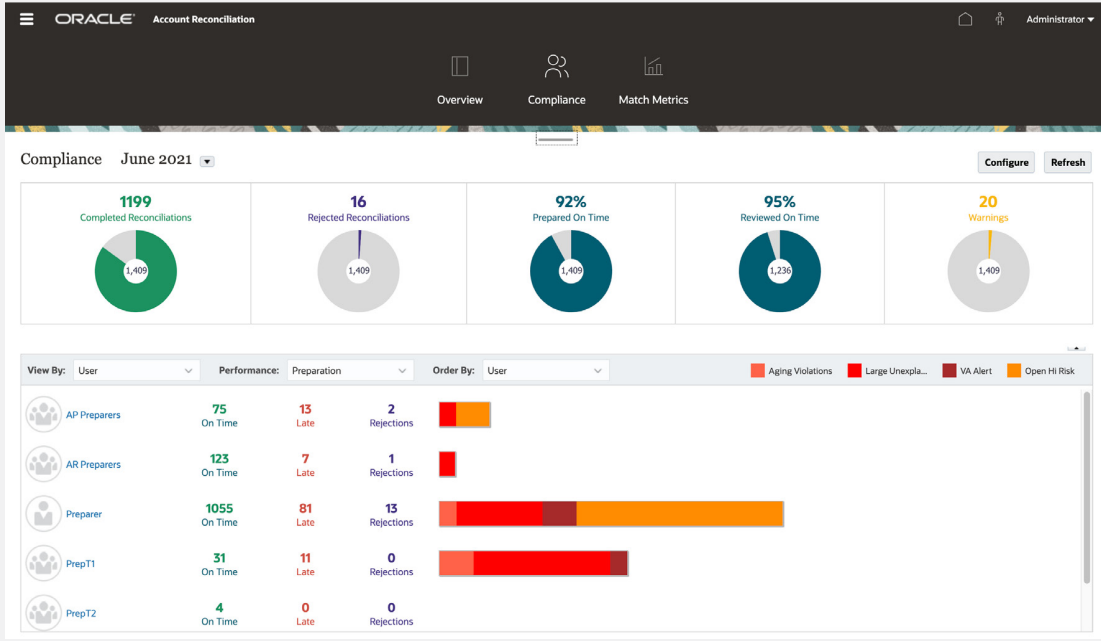 ORACLE Account Reconciliation Administrator
Overview Compliance Match Metrics
Compliance June 2021
Configure Refresh
1199 16 92% 95% 20
Completed Reconciliations Rejected Reconciliations Prepared On Time Reviewed On Time Warnings
1,409 1,409 1,409 1,236 1,409
View By: User Performance: Preparation Order By: User Aging Violations Large Unexpla... VA Alert Open Hi Risk
AP Preparers 75 On Time 13 Late 2 Rejections
AR Preparers 123 On Time 7 Late 1 Rejections
Preparer 1055 On Time 81 Late 13 Rejections
PrepT1 31 On Time 11 Late 0 Rejections
PrepT2 4 On Time 0 Late 0 Rejections